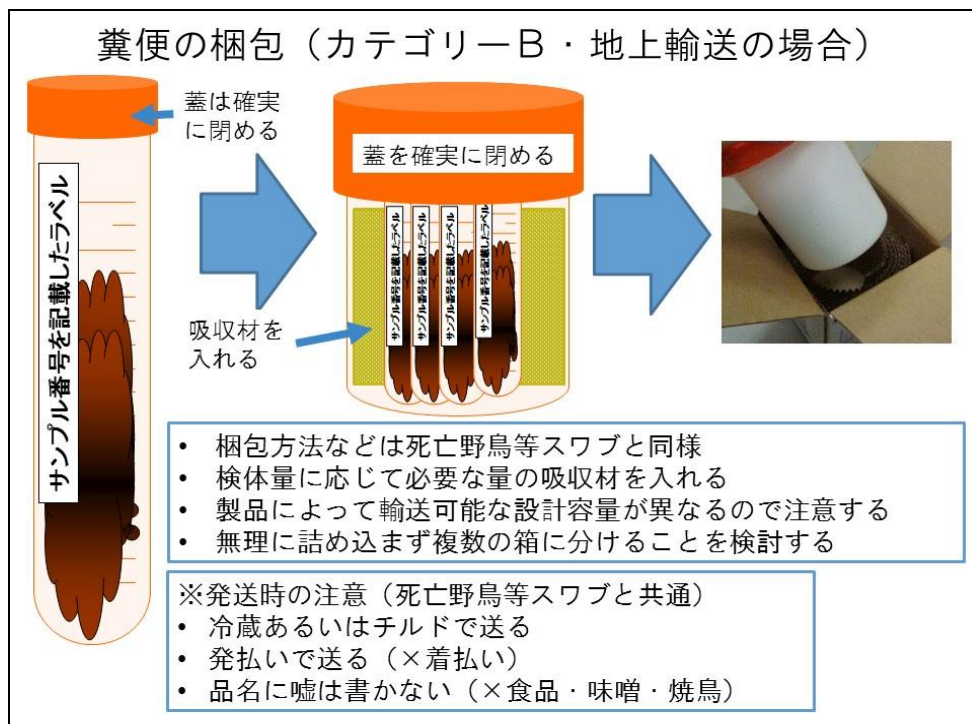 糞便の梱包（カテゴリーB・地上輸送の場合）
蓋は確実
に閉める
サンプル番号を記載したラベル
蓋を確実に閉める
サンプル番号を記載したラベル
サンプル番号を記載したラベル
サンプル番号を記載したラベル
サンプル番号を記載したラベル
吸収材を
入れる
• 梱包方法などは死亡野鳥等スワブと同様
• 検体量に応じて必要な量の吸収材を入れる
• 製品によって輸送可能な設計容量が異なるので注意する
• 無理に詰め込まず複数の箱に分けることを検討する
※発送時の注意（死亡野鳥等スワブと共通）
• 冷蔵あるいはチルドで送る
• 発払いで送る（×着払い）
• 品名に嘘は書かない（×食品・味噌・焼鳥）